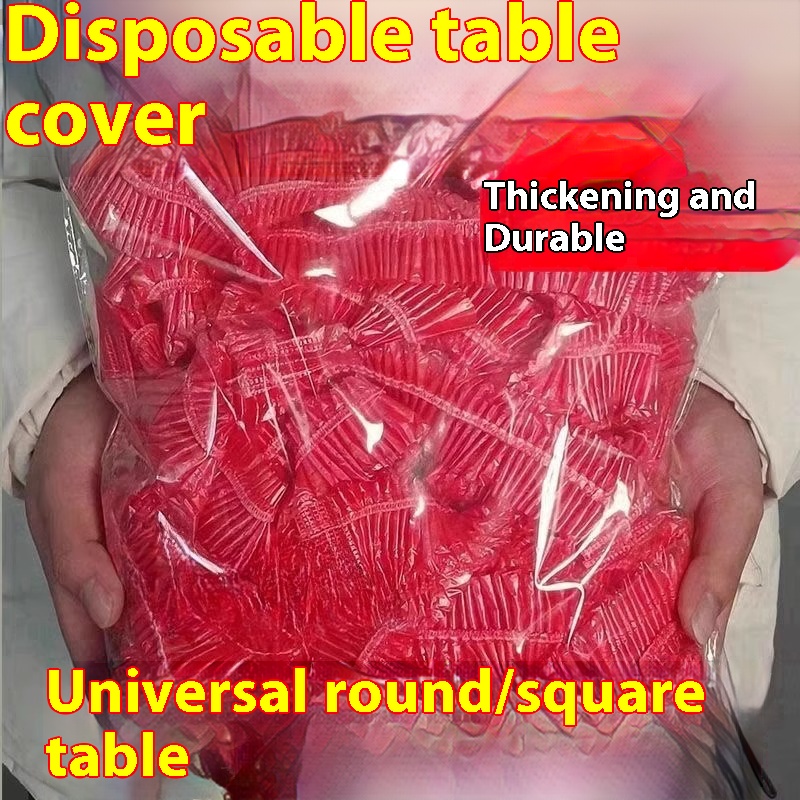 Disposable table
cover
Thickening and
Durable
Universal round/square
table